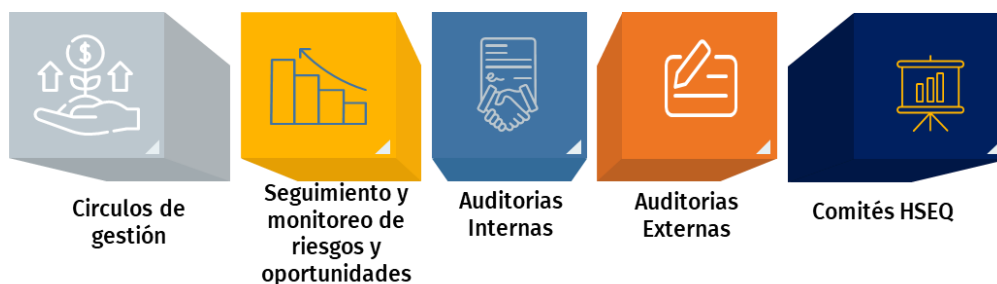 Circulos de
gestión
Seguimiento y
monitoreo de
riesgos y
oportunidades
Auditorias
Internas
Auditorias
Externas
Comités HSEQ